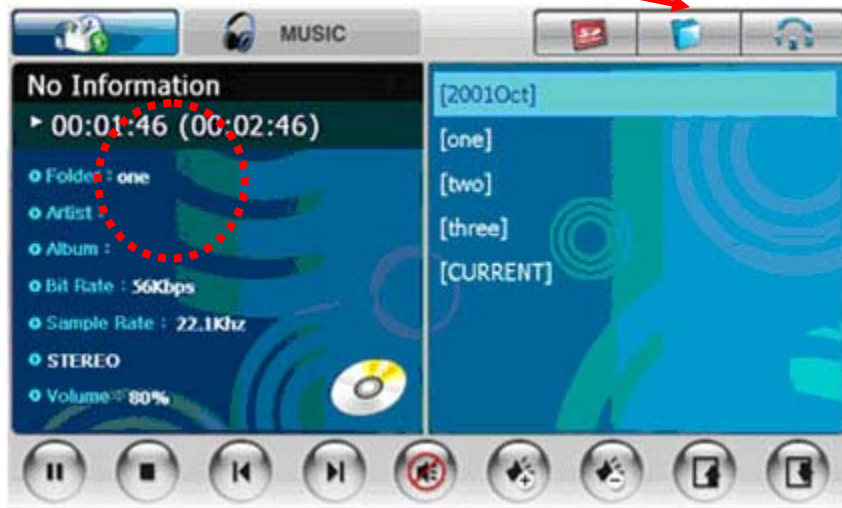 MUSIC
No Information
00:01:46 (00:02:46)
Folder : one
Artist :
Album :
Bit Rate : 56Kbps
Sample Rate : 22.1Khz
STEREO
Volume : 80%
[2001Oct]
[one]
[two]
[three]
[CURRENT]